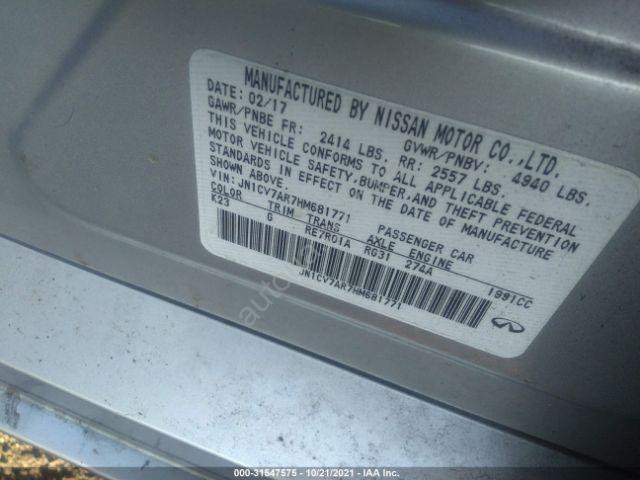 MANUFACTURED BY NISSAN MOTOR CO.,LTD.
DATE: 02/17 GVWR/PNBV: 4940 LBS.
GAWR/PNBE FR: 2414 LBS. RR: 2557 LBS.
THIS VEHICLE CONFORMS TO ALL APPLICABLE FEDERAL
MOTOR VEHICLE SAFETY,BUMPER,AND THEFT PREVENTION
STANDARDS IN EFFECT ON THE DATE OF MANUFACTURE
SHOWN ABOVE.
VIN: JN1CV7AR7HM681771 PASSENGER CAR
COLOR TRIM TRANS AXLE ENGINE
K23 G RE7R01A RG31 274A 1991CC
JN1CV7AR7HM681771
INFINITI
000-31547575 - 10/21/2021 - IAA Inc.